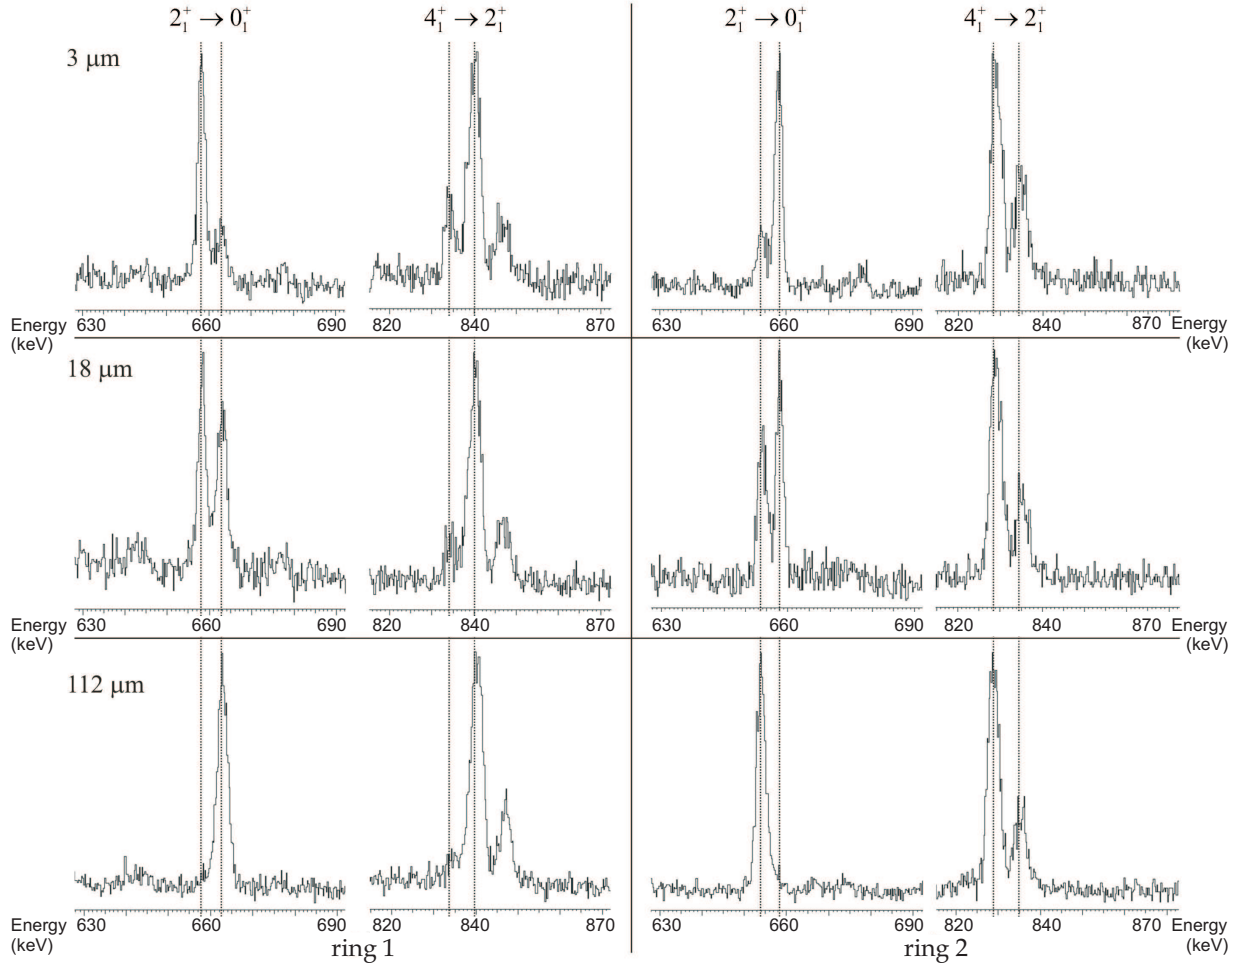 2₁⁺ → 0₁⁺ 4₁⁺ → 2₁⁺ 2₁⁺ → 0₁⁺ 4₁⁺ → 2₁⁺
3 μm
Energy (keV) 630 660 690 820 840 870 630 660 690 820 840 870 Energy (keV)
18 μm
Energy (keV) 630 660 690 820 840 870 630 660 690 820 840 870 Energy (keV)
112 μm
Energy (keV) 630 660 690 820 840 870 630 660 690 820 840 870 Energy (keV)
ring 1 ring 2